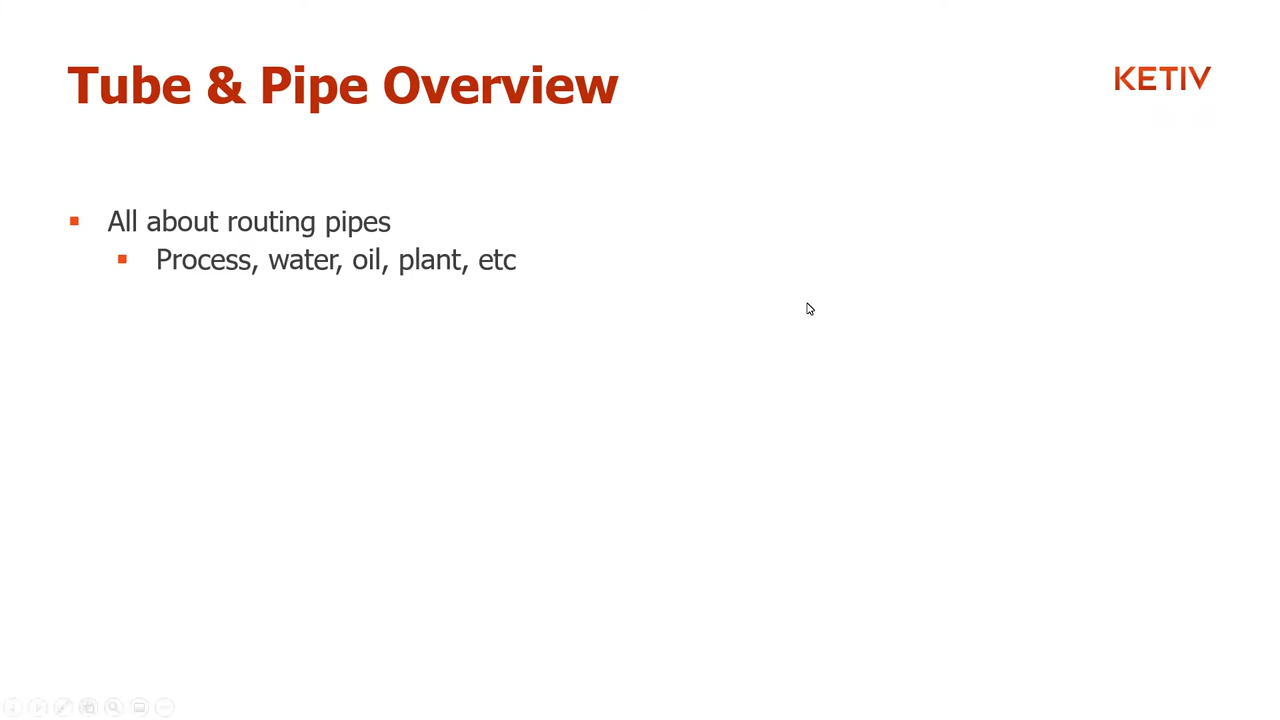 Tube & Pipe Overview
KETIV
All about routing pipes
Process, water, oil, plant, etc